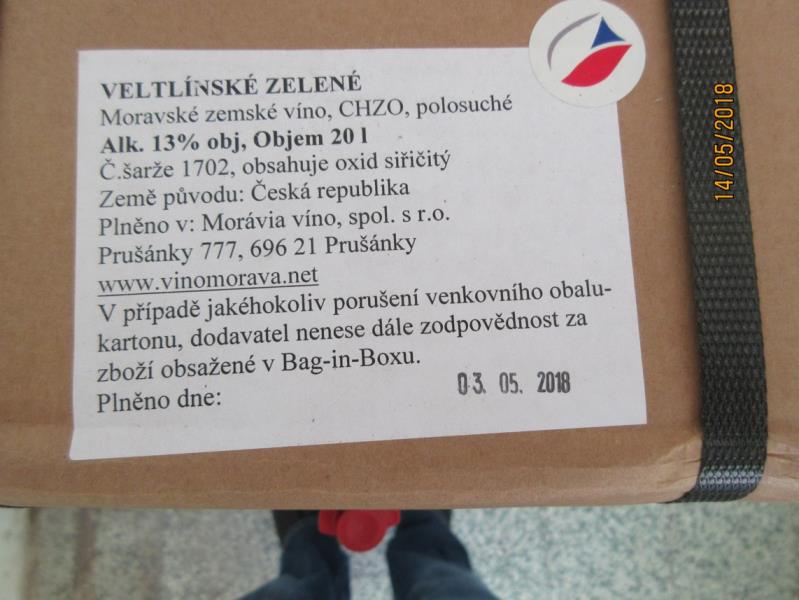 VELTLÍNSKÉ ZELENÉ
Moravské zemské víno, CHZO, polosuché
Alk. 13% obj, Objem 20 l
Č.šarže 1702, obsahuje oxid siřičitý
Země původu: Česká republika
Plněno v: Morávia víno, spol. s r.o.
Prušánky 777, 696 21 Prušánky
www.vinomorava.net
V případě jakéhokoliv porušení venkovního obalu-
kartonu, dodavatel nenese dále zodpovědnost za
zboží obsažené v Bag-in-Boxu.
Plněno dne: 03. 05. 2018
14/05/2018